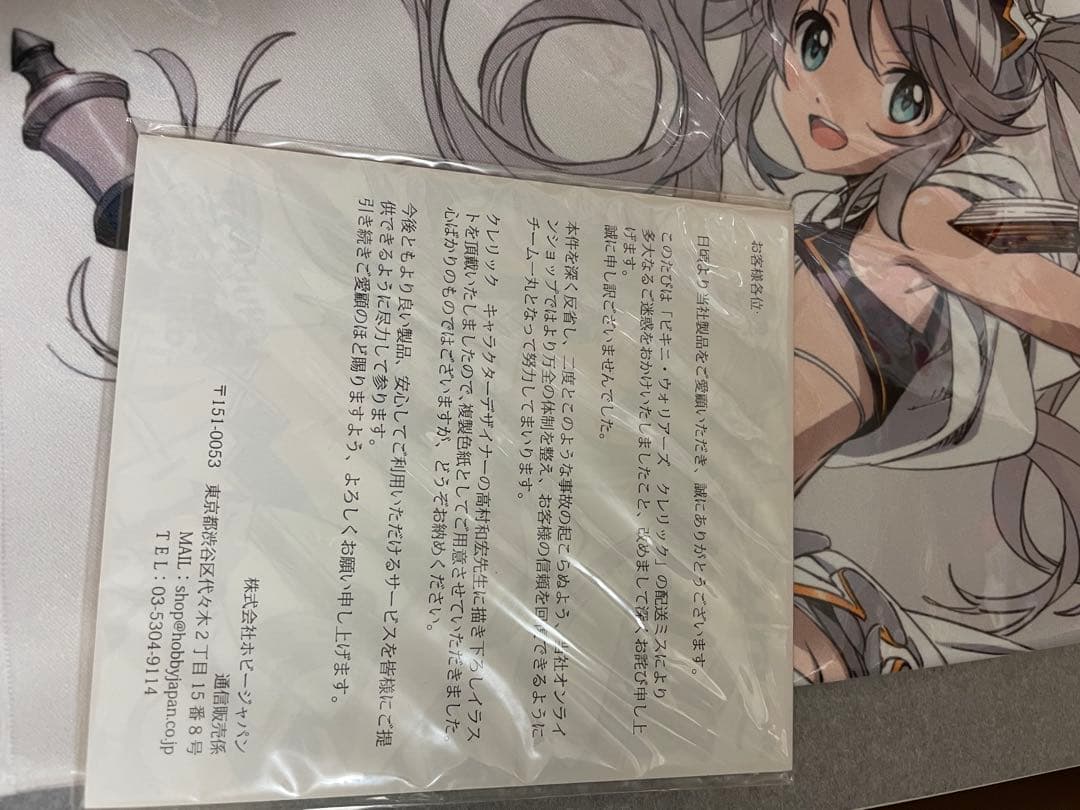 お客様各位
日頃より当社製品をご愛顧いただき、誠にありがとうございます。
このたびは「ビキニ・ウォリアーズ クレリック」の配送ミスにより
多大なるご迷惑をおかけいたしましたこと、改めまして深くお詫び申し上
げます。
誠に申し訳ございませんでした。
本件を深く反省し、二度とこのような事故の起こらぬよう、当社オンライ
ンショップではより万全の体制を整え、お客様の信頼を回復できるように
チーム一丸となって努力してまいります。
クレリック キャラクターデザイナーの高村和宏先生に描き下ろしイラス
トを頂戴いたしましたので、複製色紙としてご用意させていただきました。
心ばかりのものではございますが、どうぞお納めください。
今後ともより良い製品、安心してご利用いただけるサービスを皆様にご提
供できるように尽力して参ります。
引き続きご愛顧のほど賜りますよう、よろしくお願い申し上げます。
株式会社ホビージャパン
通信販売係
〒151-0053 東京都渋谷区代々木2丁目15番8号
MAIL:shop@hobbyjapan.co.jp
TEL:03-5304-9114